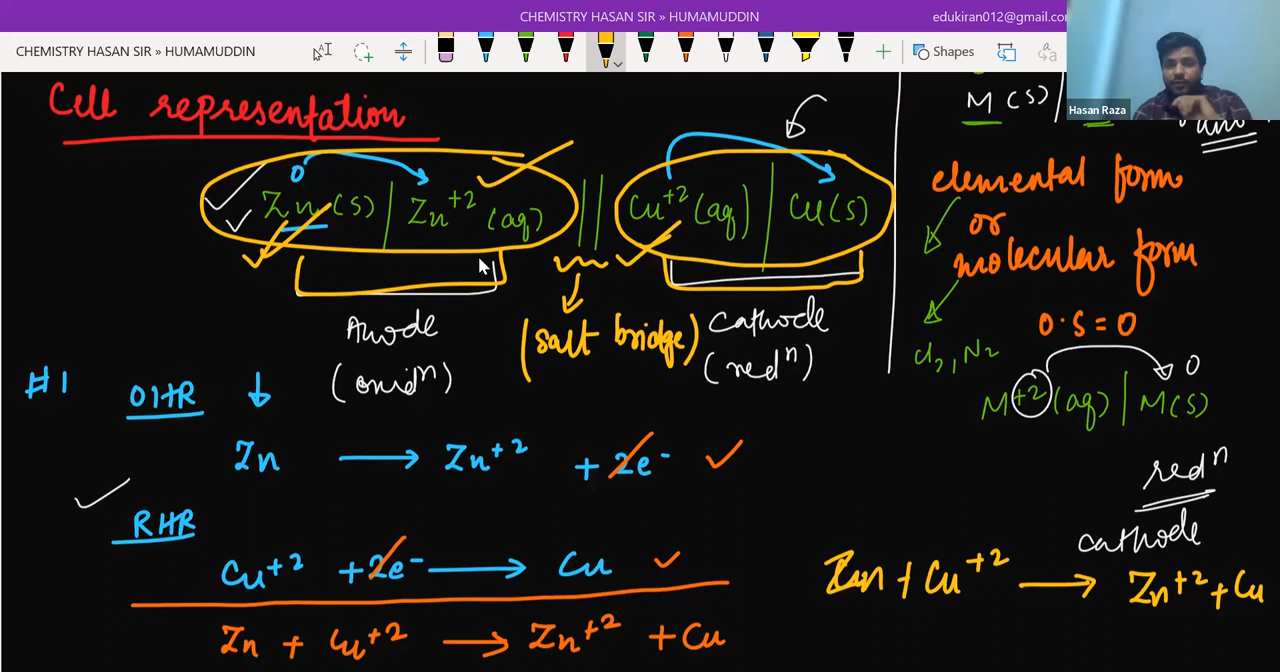 CHEMISTRY HASAN SIR » HUMAMUDDIN
edukiran012@gmail.co
CHEMISTRY HASAN SIR » HUMAMUDDIN
Shapes
Hasan Raza
Cell representation
0
Zn(s) | Zn+2 (aq) || Cu+2(aq) | Cu(s)
Anode
(oxidn)
(salt bridge)
Cathode
(redn)
#1
OHR ↓
Zn → Zn+2 + 2e-
RHR
Cu+2 + 2e- → Cu
Zn + Cu+2 → Zn+2 + Cu
M(s) |
elemental form
or
molecular form
O.S = 0
Cl2, N2
0
M+2(aq) | M(s)
redn
Cathode
Zn + Cu+2 → Zn+2 + Cu